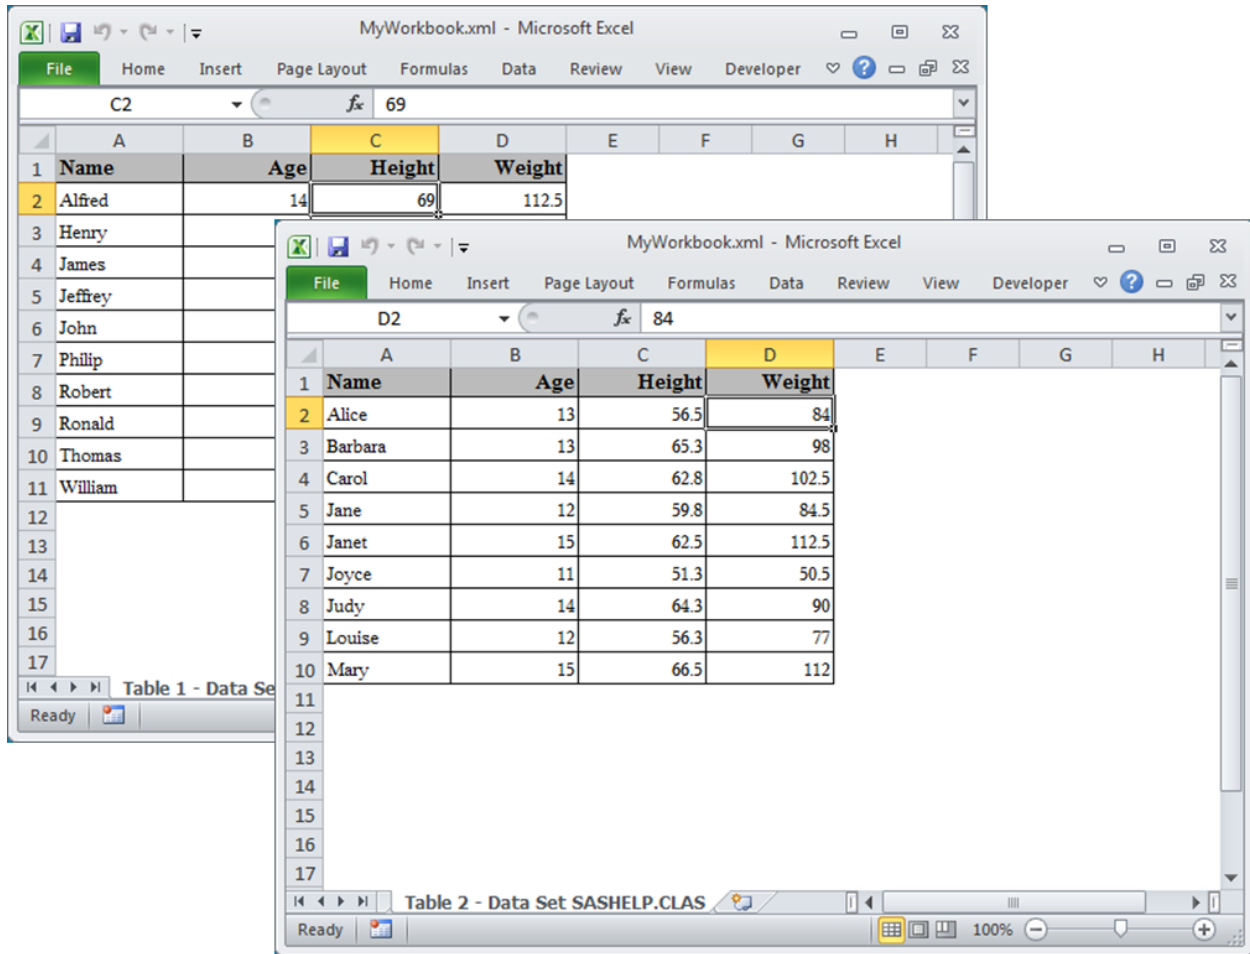 MyWorkbook.xml - Microsoft Excel
File Home Insert Page Layout Formulas Data Review View Developer
C2 fx 69
A B C D E F G H
1 Name Age Height Weight
2 Alfred 14 69 112.5
3 Henry
4 James
5 Jeffrey
6 John
7 Philip
8 Robert
9 Ronald
10 Thomas
11 William
12
13
14
15
16
17
Table 1 - Data Se
Ready
MyWorkbook.xml - Microsoft Excel
File Home Insert Page Layout Formulas Data Review View Developer
D2 fx 84
A B C D E F G H
1 Name Age Height Weight
2 Alice 13 56.5 84
3 Barbara 13 65.3 98
4 Carol 14 62.8 102.5
5 Jane 12 59.8 84.5
6 Janet 15 62.5 112.5
7 Joyce 11 51.3 50.5
8 Judy 14 64.3 90
9 Louise 12 56.3 77
10 Mary 15 66.5 112
11
12
13
14
15
16
17
Table 2 - Data Set SASHELP.CLAS
Ready 100%